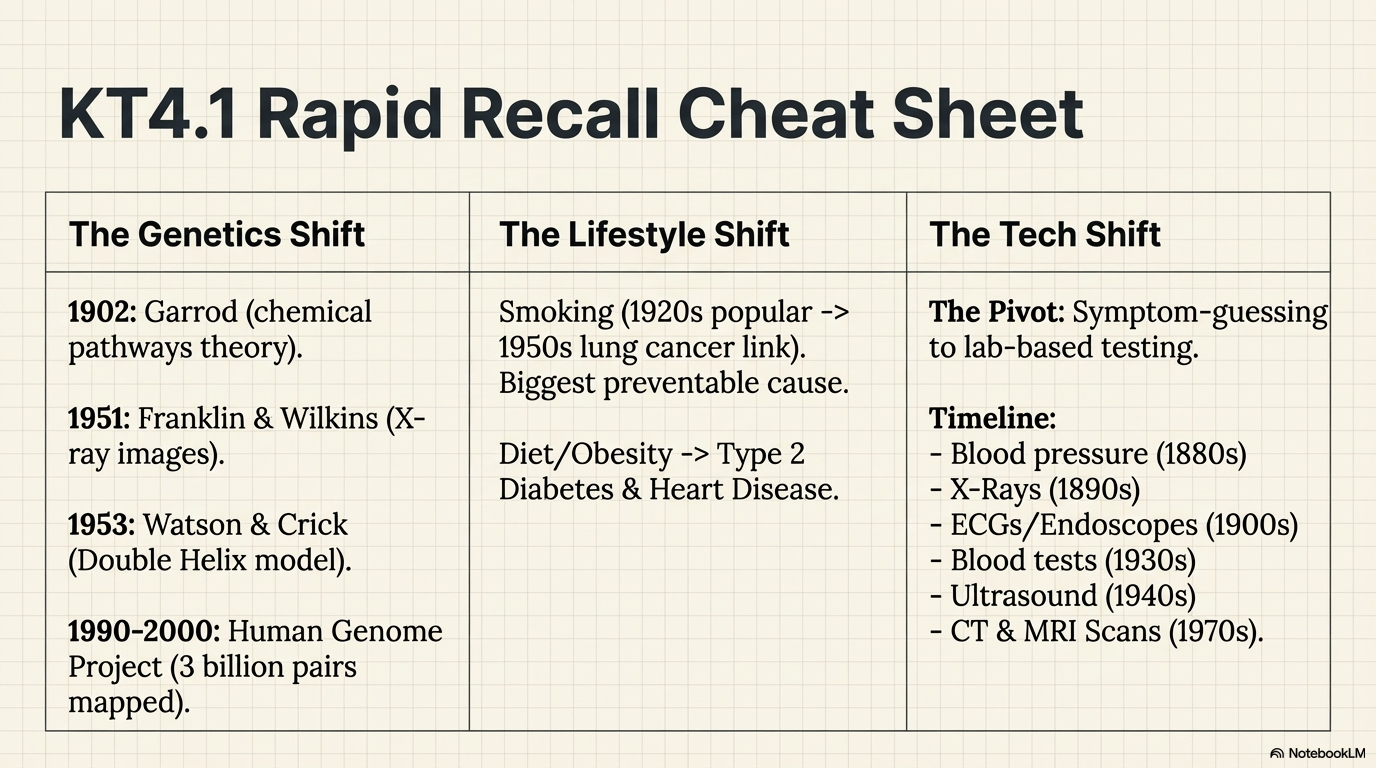 KT4.1 Rapid Recall Cheat Sheet
The Genetics Shift
1902: Garrod (chemical
pathways theory).
1951: Franklin & Wilkins (X-
ray images).
1953: Watson & Crick
(Double Helix model).
1990-2000: Human Genome
Project (3 billion pairs
mapped).
The Lifestyle Shift
Smoking (1920s popular ->
1950s lung cancer link).
Biggest preventable cause.
Diet/Obesity -> Type 2
Diabetes & Heart Disease.
The Tech Shift
The Pivot: Symptom-guessing
to lab-based testing.
Timeline:
- Blood pressure (1880s)
- X-Rays (1890s)
- ECGs/Endoscopes (1900s)
- Blood tests (1930s)
- Ultrasound (1940s)
- CT & MRI Scans (1970s).
NotebookLM